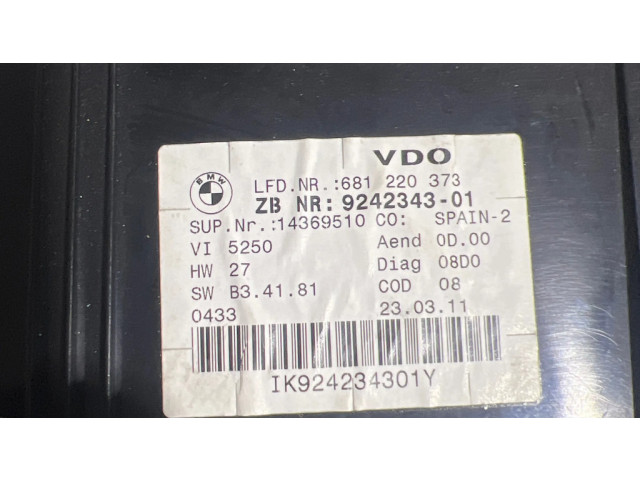 VDO
BMW
LFD.NR.:681 220 373
ZB NR: 9242343-01
SUP.Nr.:14369510 CO: SPAIN-2
VI 5250 Aend 0D.00
HW 27 Diag 08D0
SW B3.41.81 COD 08
0433 23.03.11
IK924234301Y